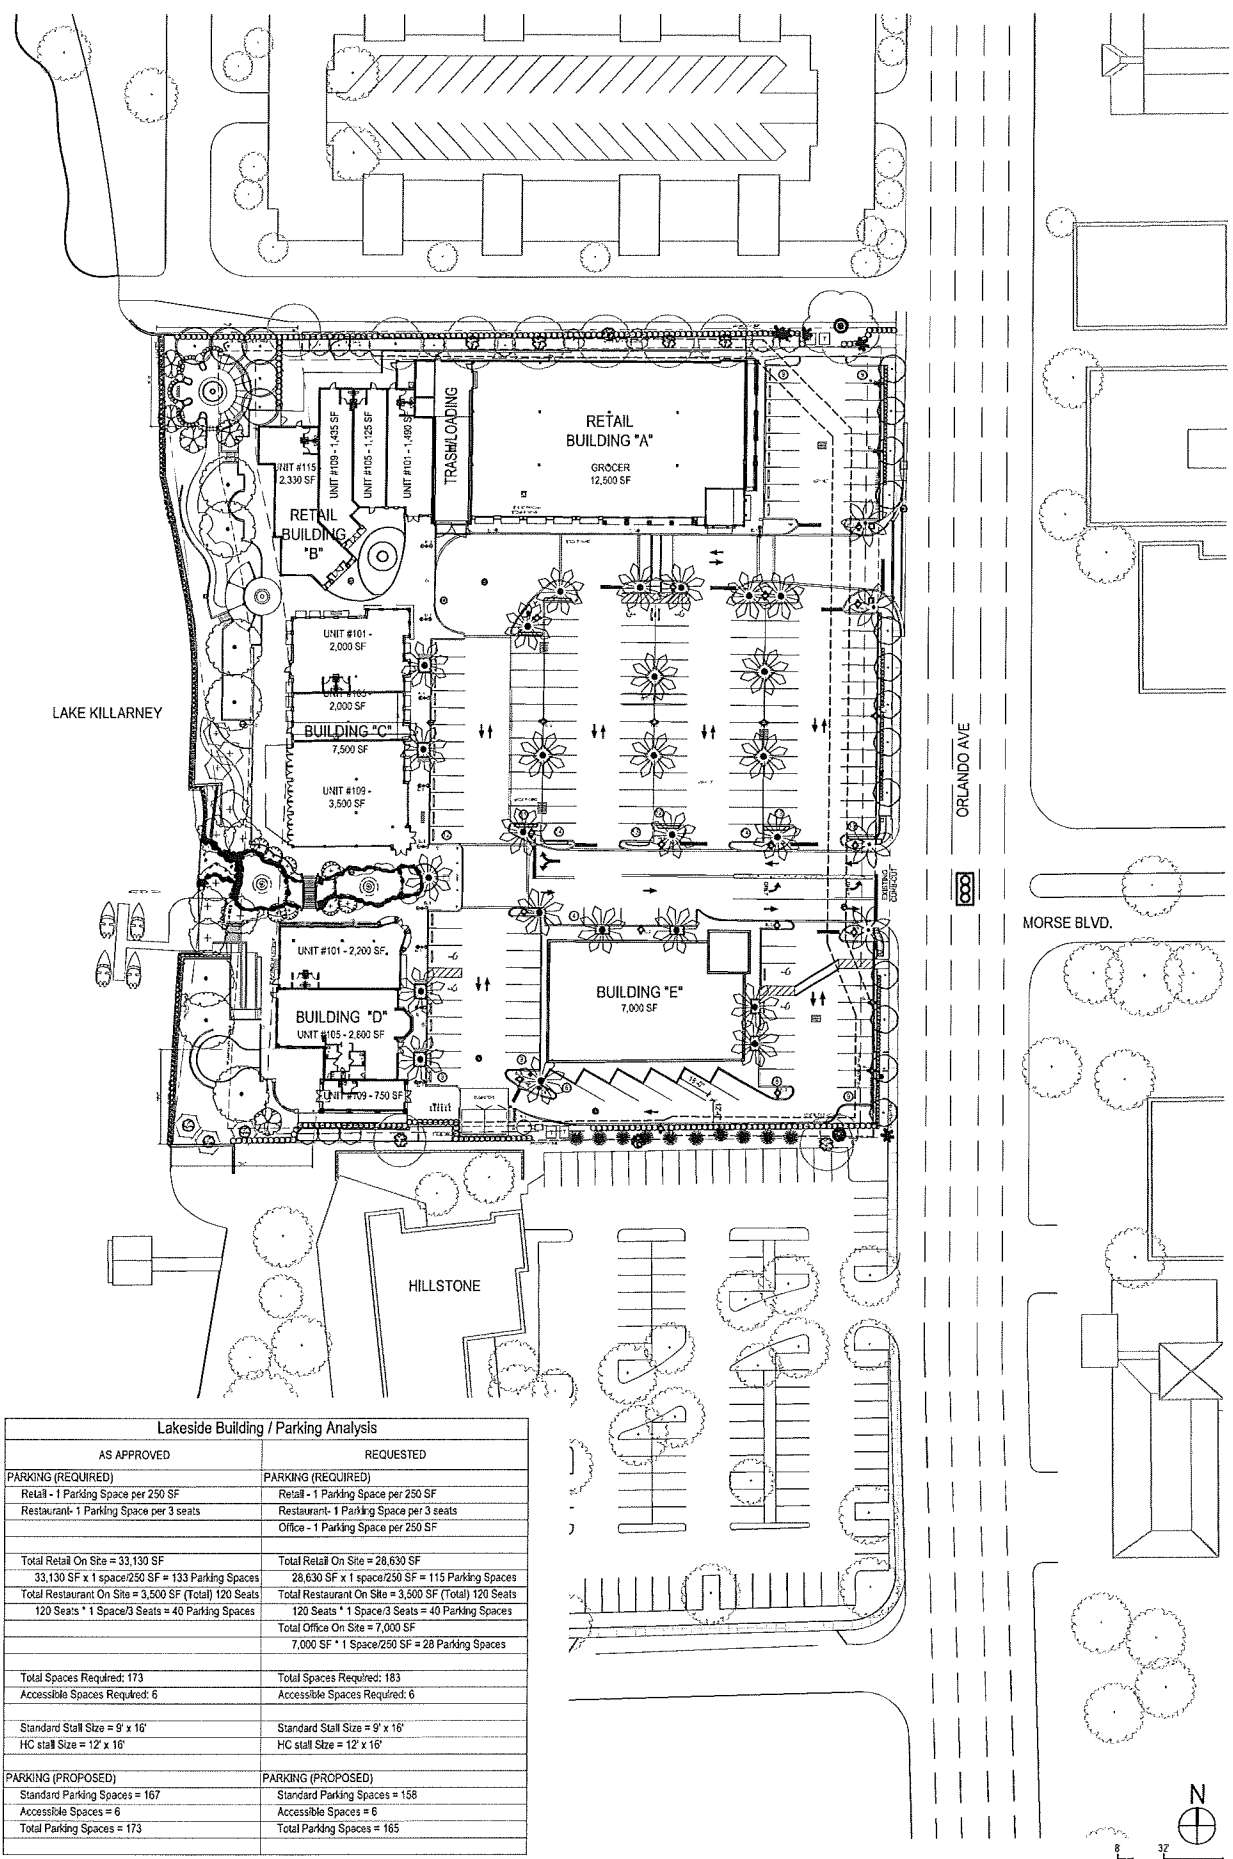 TRASH/LOADING
RETAIL
BUILDING "A"
GROCER
12,500 SF
UNIT #109 - 1,435 SF
UNIT #105 - 1,125 SF
UNIT #101 - 1,490 SF
UNIT #115 -
2,330 SF
RETAIL
BUILDING
"B"
UNIT #101 -
2,000 SF
2,000 SF
BUILDING "C"
7,500 SF
UNIT #109 -
3,500 SF
LAKE KILLARNEY
ORLANDO AVE
EXISTING
CURB-CUT
MORSE BLVD.
UNIT #101 - 2,200 SF.
BUILDING "D"
UNIT #105 - 2,800 SF
UNIT #109 - 750 SF
BUILDING "E"
7,000 SF
HILLSTONE
Lakeside Building / Parking Analysis
AS APPROVED REQUESTED
PARKING (REQUIRED) PARKING (REQUIRED)
Retail - 1 Parking Space per 250 SF Retail - 1 Parking Space per 250 SF
Restaurant- 1 Parking Space per 3 seats Restaurant- 1 Parking Space per 3 seats
Office - 1 Parking Space per 250 SF
Total Retail On Site = 33,130 SF Total Retail On Site = 28,630 SF
33,130 SF x 1 space/250 SF = 133 Parking Spaces 28,630 SF x 1 space/250 SF = 115 Parking Spaces
Total Restaurant On Site = 3,500 SF (Total) 120 Seats Total Restaurant On Site = 3,500 SF (Total) 120 Seats
120 Seats * 1 Space/3 Seats = 40 Parking Spaces 120 Seats * 1 Space/3 Seats = 40 Parking Spaces
Total Office On Site = 7,000 SF
7,000 SF * 1 Space/250 SF = 28 Parking Spaces
Total Spaces Required: 173 Total Spaces Required: 183
Accessible Spaces Required: 6 Accessible Spaces Required: 6
Standard Stall Size = 9' x 16' Standard Stall Size = 9' x 16'
HC stall Size = 12' x 16' HC stall Size = 12' x 16'
PARKING (PROPOSED) PARKING (PROPOSED)
Standard Parking Spaces = 167 Standard Parking Spaces = 158
Accessible Spaces = 6 Accessible Spaces = 6
Total Parking Spaces = 173 Total Parking Spaces = 165
N
8' 32'